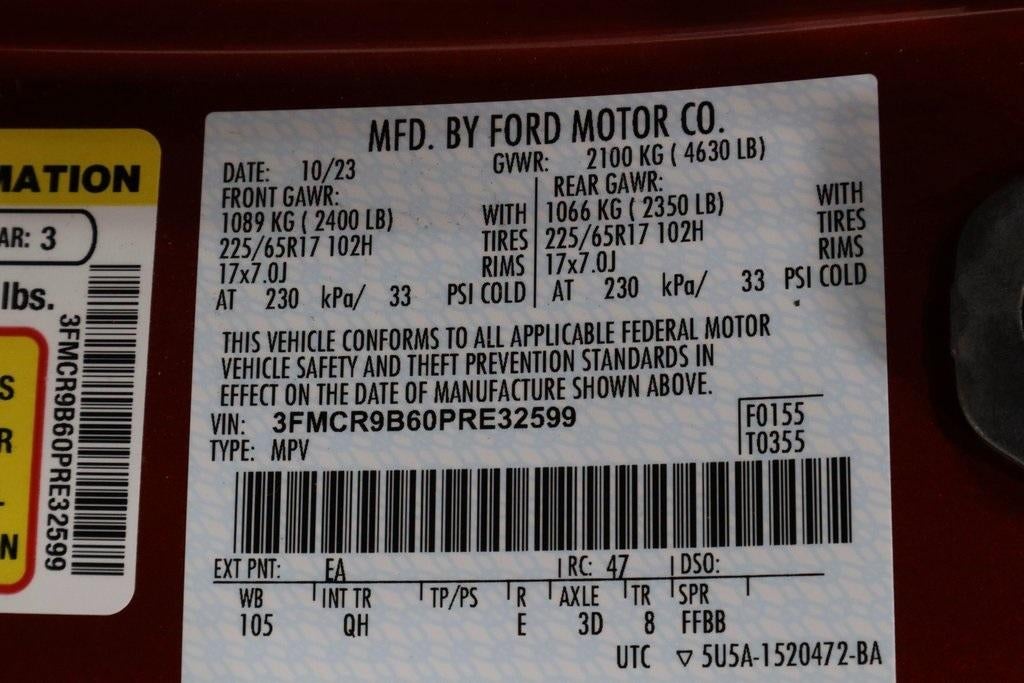 MATION
AR: 3
lbs.
3FMCR9B60PRE32599
S
R
N
MFD. BY FORD MOTOR CO.
DATE: 10/23 GVWR: 2100 KG ( 4630 LB)
FRONT GAWR: REAR GAWR:
1089 KG ( 2400 LB) WITH 1066 KG ( 2350 LB) WITH
225/65R17 102H TIRES 225/65R17 102H TIRES
17x7.0J RIMS 17x7.0J RIMS
AT 230 kPa/ 33 PSI COLD AT 230 kPa/ 33 PSI COLD
THIS VEHICLE CONFORMS TO ALL APPLICABLE FEDERAL MOTOR
VEHICLE SAFETY AND THEFT PREVENTION STANDARDS IN
EFFECT ON THE DATE OF MANUFACTURE SHOWN ABOVE.
VIN: 3FMCR9B60PRE32599 F0155
TYPE: MPV T0355
EXT PNT: EA RC: 47 DSO:
WB INT TR TP/PS R AXLE TR SPR
105 QH E 3D 8 FFBB
UTC ▽ 5U5A-1520472-BA